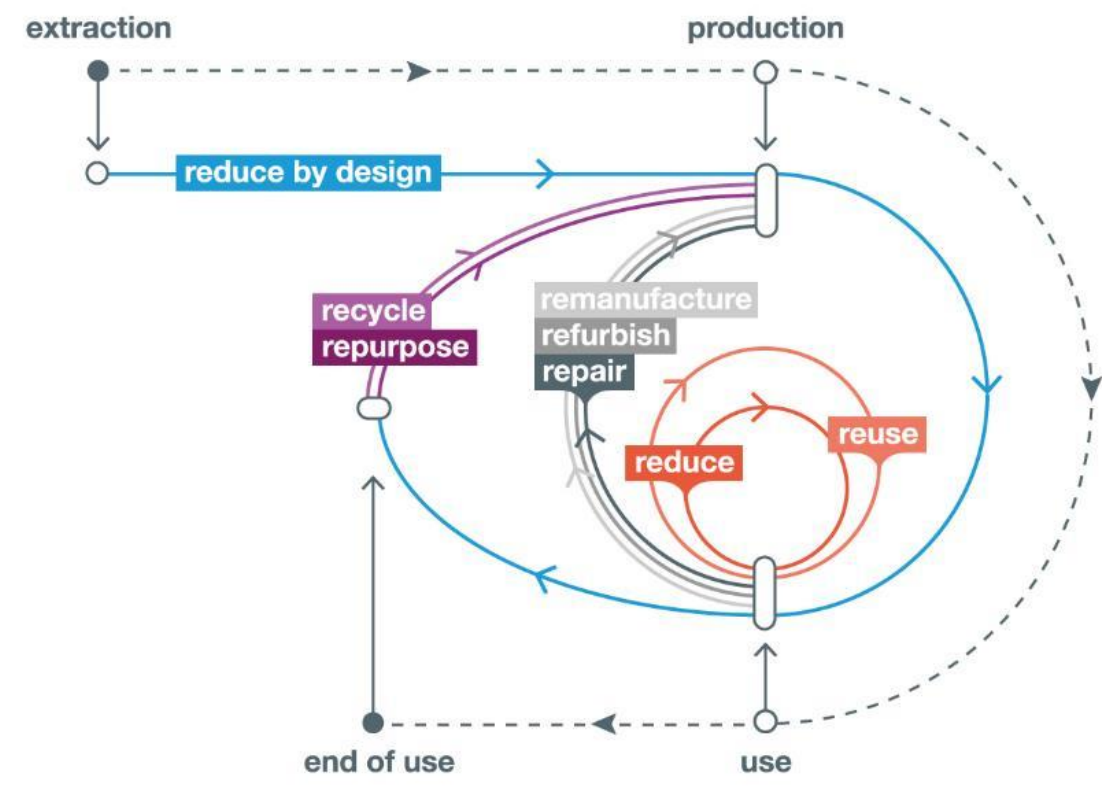 extraction
production
reduce by design
recycle
repurpose
remanufacture
refurbish
repair
reduce
reuse
end of use
use